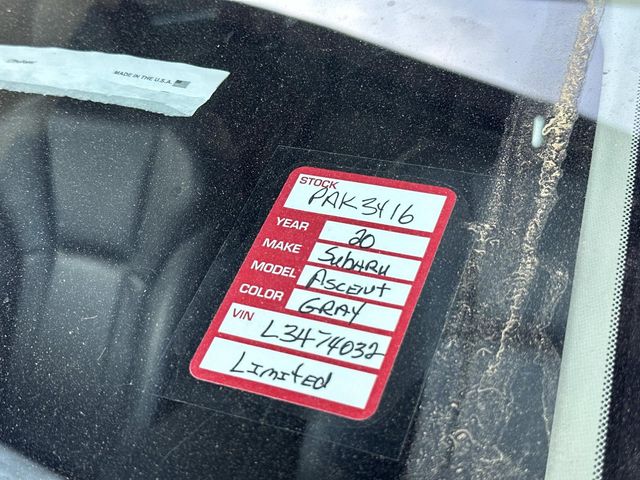 MADE IN THE U.S.A.
STOCK PAK3416
YEAR 20
MAKE SUBARU
MODEL ASCENT
COLOR GRAY
VIN L3474032
LIMITED